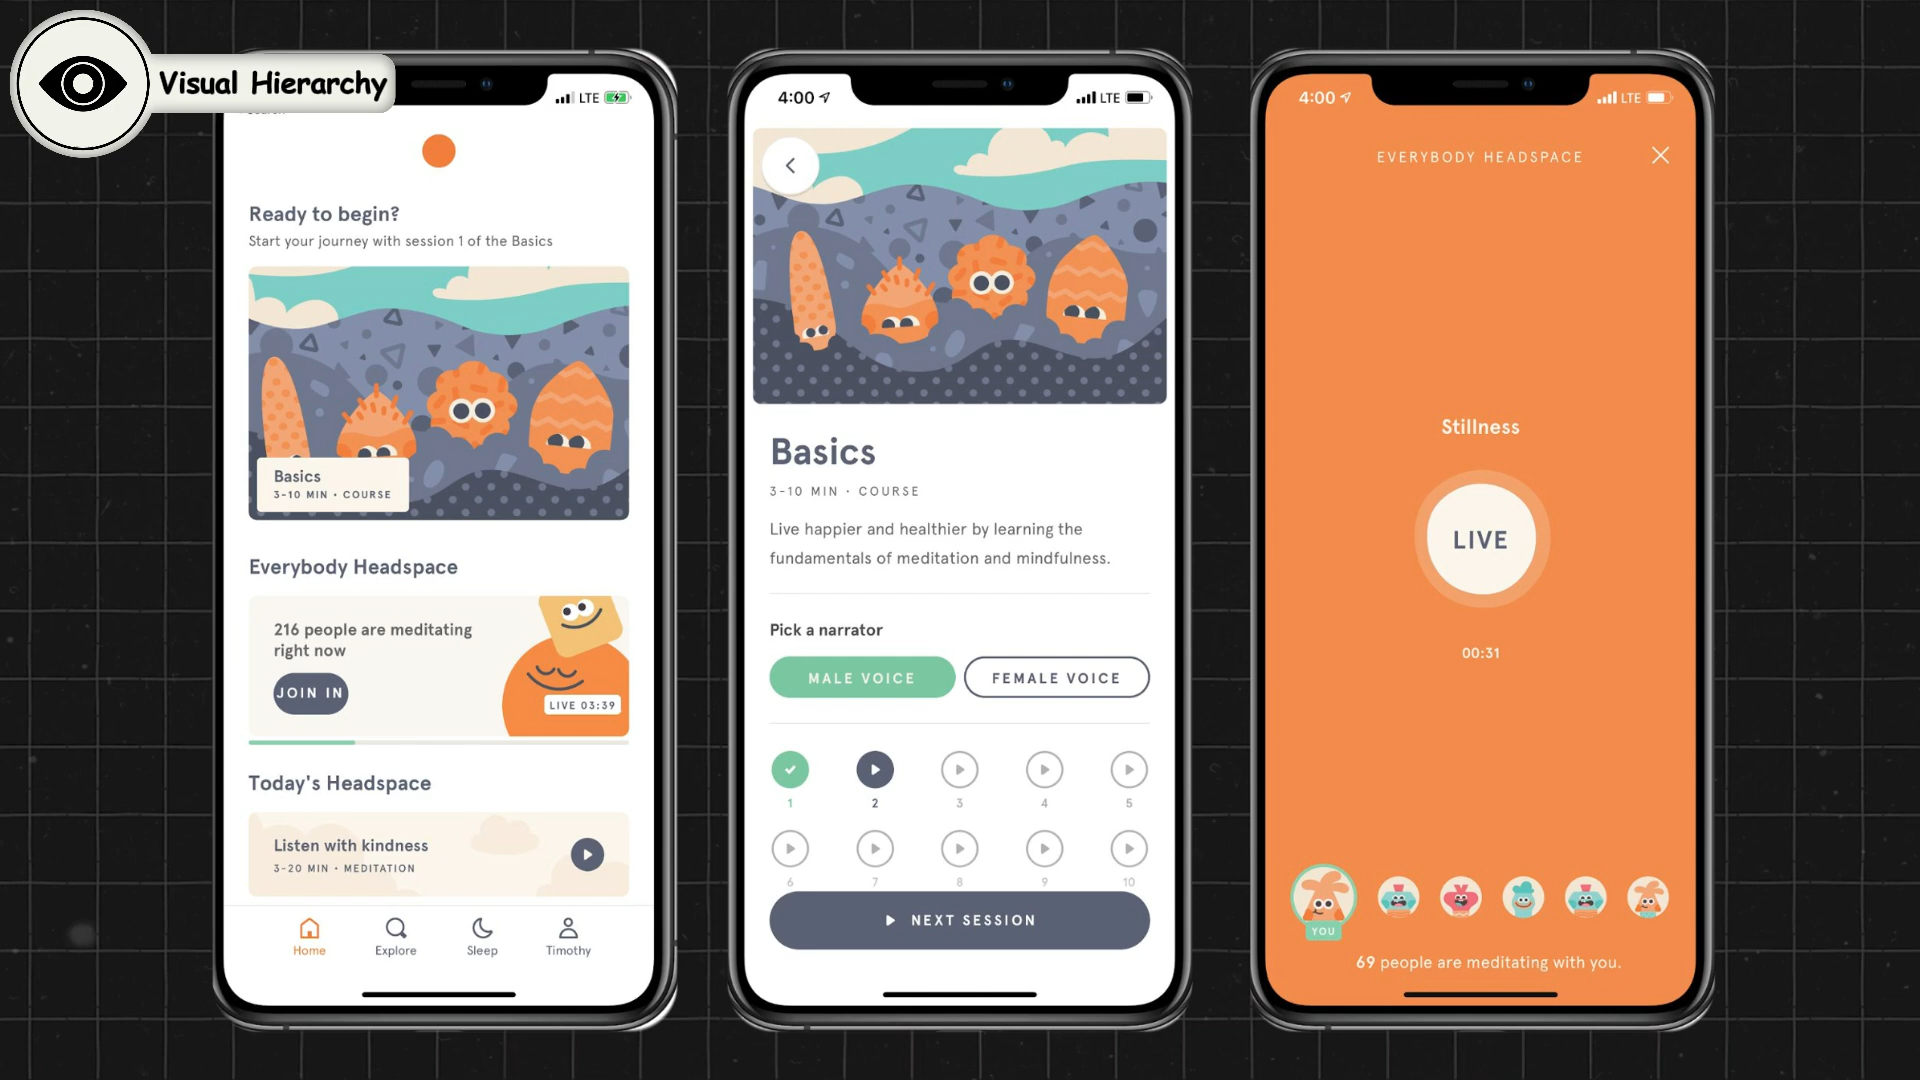 Visual Hierarchy
LTE
Ready to begin?
Start your journey with session 1 of the Basics
Basics
3-10 MIN • COURSE
Everybody Headspace
216 people are meditating
right now
JOIN IN
LIVE 03:39
Today's Headspace
Listen with kindness
3-20 MIN • MEDITATION
Home
Explore
Sleep
Timothy
4:00
LTE
Basics
3-10 MIN • COURSE
Live happier and healthier by learning the
fundamentals of meditation and mindfulness.
Pick a narrator
MALE VOICE
FEMALE VOICE
1
2
3
4
5
6
7
8
9
10
NEXT SESSION
4:00
LTE
EVERYBODY HEADSPACE
Stillness
LIVE
00:31
YOU
69 people are meditating with you.